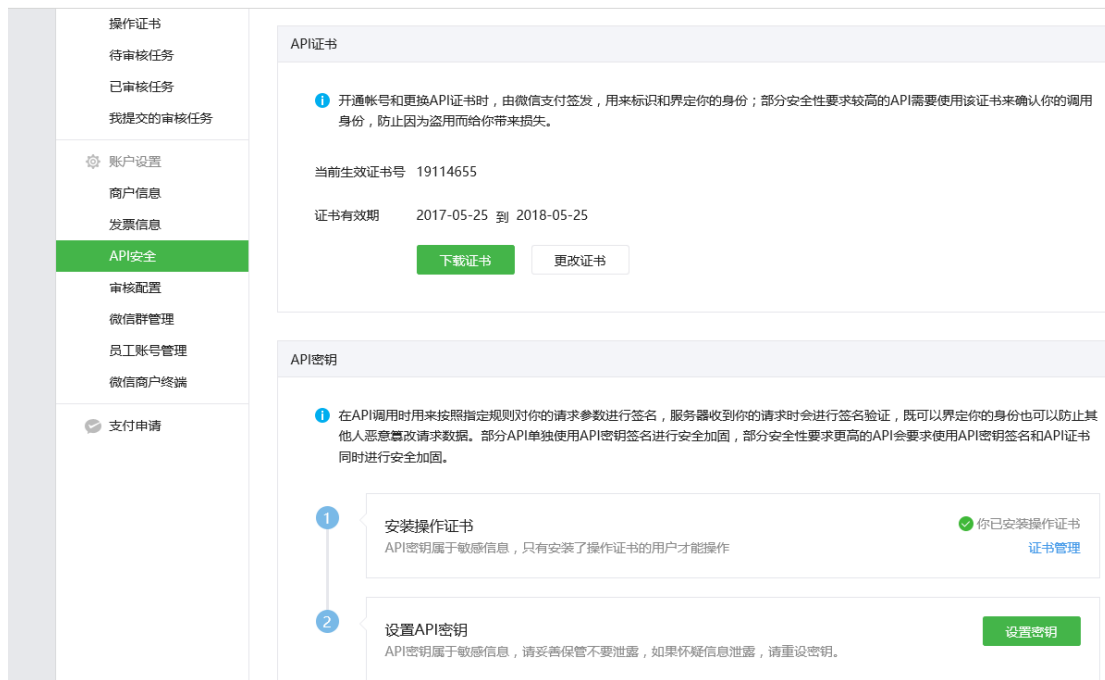 操作证书
待审核任务
已审核任务
我提交的审核任务
账户设置
商户信息
发票信息
API安全
审核配置
微信群管理
员工账号管理
微信商户终端
支付申请
API证书
开通帐号和更换API证书时，由微信支付签发，用来标识和界定你的身份；部分安全性要求较高的API需要使用该证书来确认你的调用
身份，防止因为盗用而给你带来损失。
当前生效证书号 19114655
证书有效期 2017-05-25 到 2018-05-25
下载证书 更改证书
API密钥
在API调用时用来按照指定规则对你的请求参数进行签名，服务器收到你的请求时会进行签名验证，既可以界定你的身份也可以防止其
他人恶意篡改请求数据。部分API单独使用API密钥签名进行安全加固，部分安全性要求更高的API会要求使用API密钥签名和API证书
同时进行安全加固。
1
安装操作证书
你已安装操作证书
API密钥属于敏感信息，只有安装了操作证书的用户才能操作
证书管理
2
设置API密钥
设置密钥
API密钥属于敏感信息，请妥善保管不要泄露，如果怀疑信息泄露，请重设密钥。